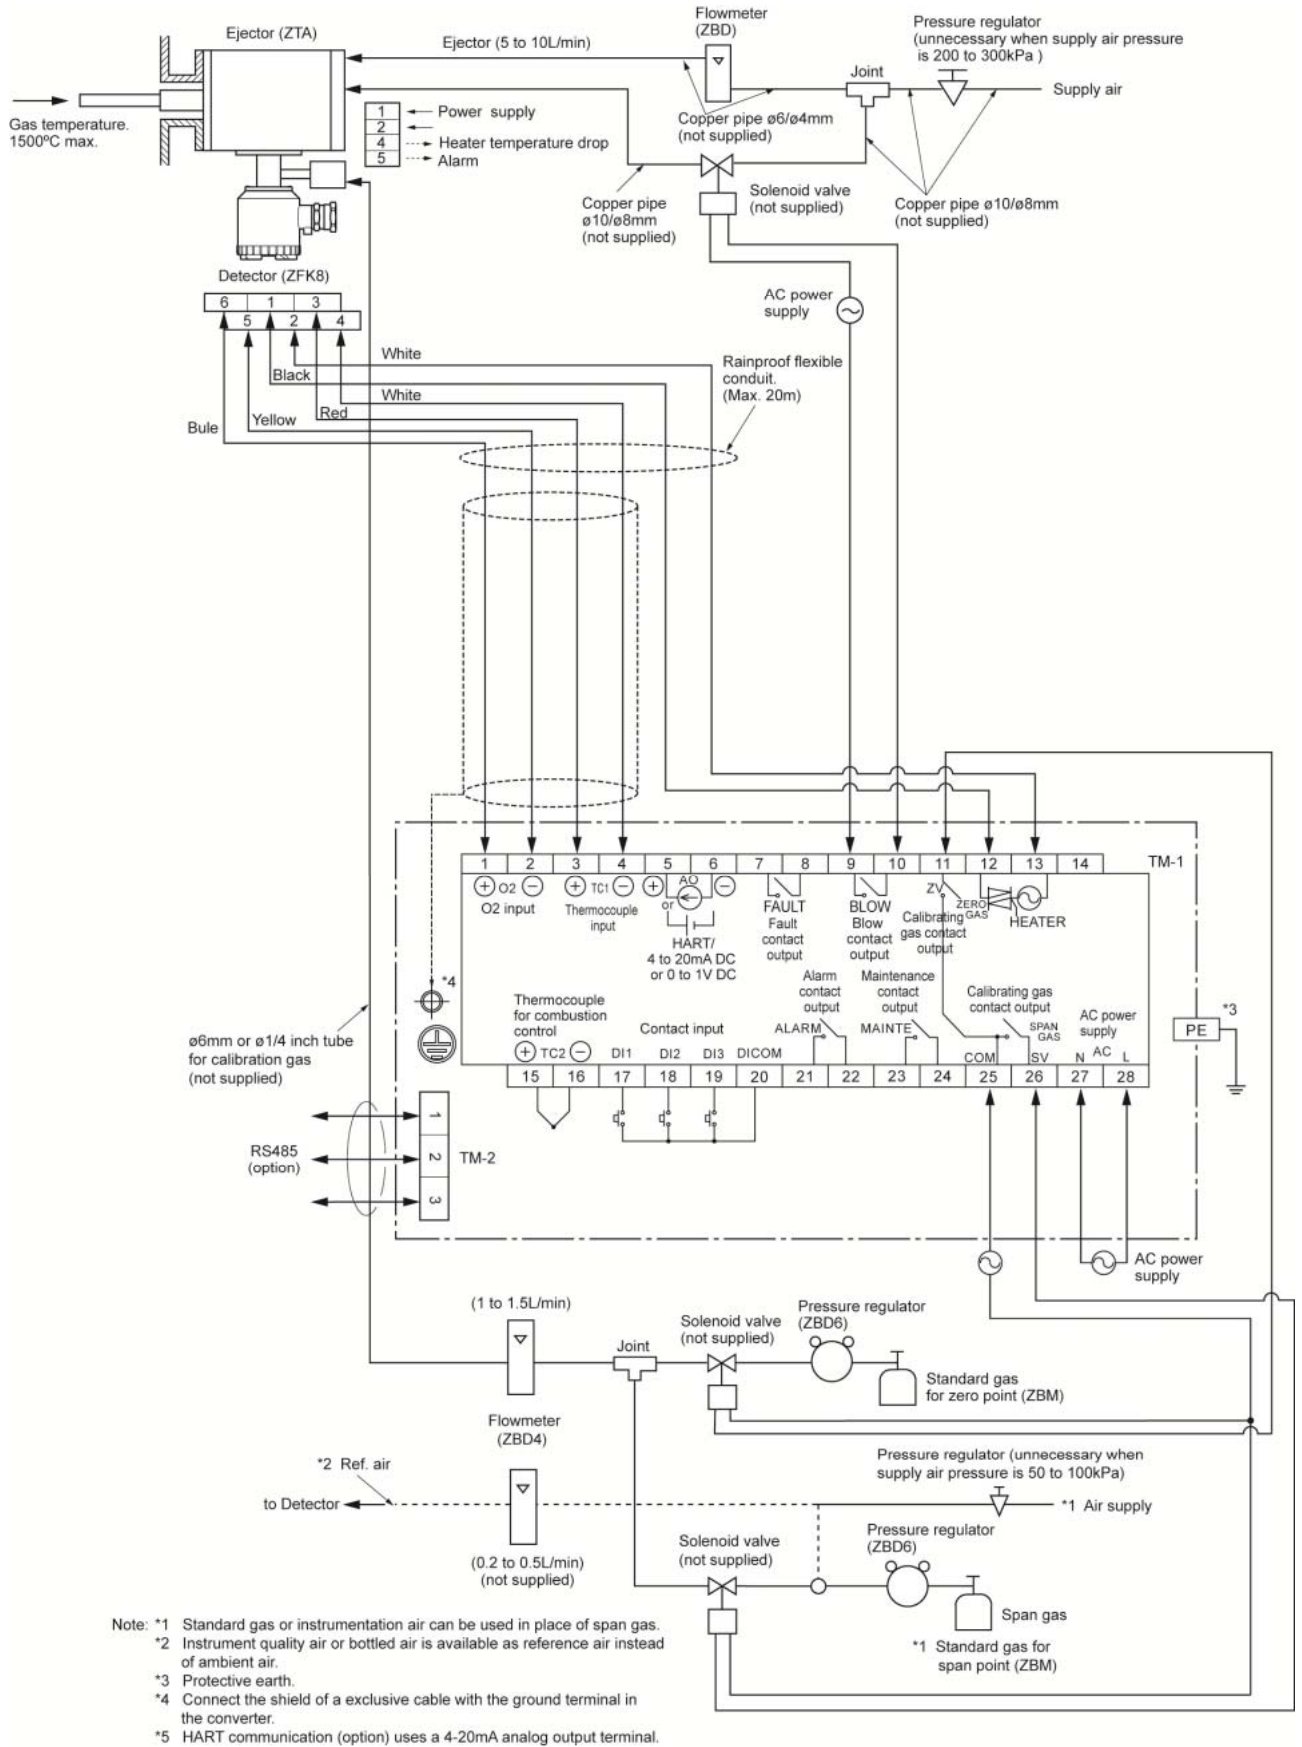 Flowmeter
(ZBD)
Pressure regulator
(unnecessary when supply air pressure
is 200 to 300kPa )
Ejector (ZTA)
Ejector (5 to 10L/min)
Joint
Supply air
Gas temperature.
1500ºC max.
1
Power supply
2
4
Heater temperature drop
5
Alarm
Copper pipe ø6/ø4mm
(not supplied)
Copper pipe
ø10/ø8mm
(not supplied)
Solenoid valve
(not supplied)
Copper pipe ø10/ø8mm
(not supplied)
Detector (ZFK8)
6 1 3
5 2 4
AC power
supply
White
Black
White
Yellow
Red
Bule
Rainproof flexible
conduit.
(Max. 20m)
1 2 3 4 5 6 7 8 9 10 11 12 13 14
TM-1
O2
O2 input
TC1
Thermocouple
input
AO
or
HART/
4 to 20mA DC
or 0 to 1V DC
FAULT
Fault
contact
output
BLOW
Blow
contact
output
ZV
ZERO
GAS
Calibrating
gas contact
output
HEATER
*4
Thermocouple
for combustion
control
TC2
Contact input
DI1 DI2 DI3 DICOM
Alarm
contact
output
ALARM
Maintenance
contact
output
MAINTE
Calibrating gas
contact output
SPAN
GAS
COM
SV
AC power
supply
N AC L
*3
PE
15 16 17 18 19 20 21 22 23 24 25 26 27 28
ø6mm or ø1/4 inch tube
for calibration gas
(not supplied)
RS485
(option)
1
2
3
TM-2
AC power
supply
(1 to 1.5L/min)
Joint
Solenoid valve
(not supplied)
Pressure regulator
(ZBD6)
Standard gas
for zero point (ZBM)
Flowmeter
(ZBD4)
*2 Ref. air
to Detector
Pressure regulator (unnecessary when
supply air pressure is 50 to 100kPa)
*1 Air supply
(0.2 to 0.5L/min)
(not supplied)
Solenoid valve
(not supplied)
Pressure regulator
(ZBD6)
Span gas
*1 Standard gas for
span point (ZBM)
Note: *1 Standard gas or instrumentation air can be used in place of span gas.
*2 Instrument quality air or bottled air is available as reference air instead
of ambient air.
*3 Protective earth.
*4 Connect the shield of a exclusive cable with the ground terminal in
the converter.
*5 HART communication (option) uses a 4-20mA analog output terminal.